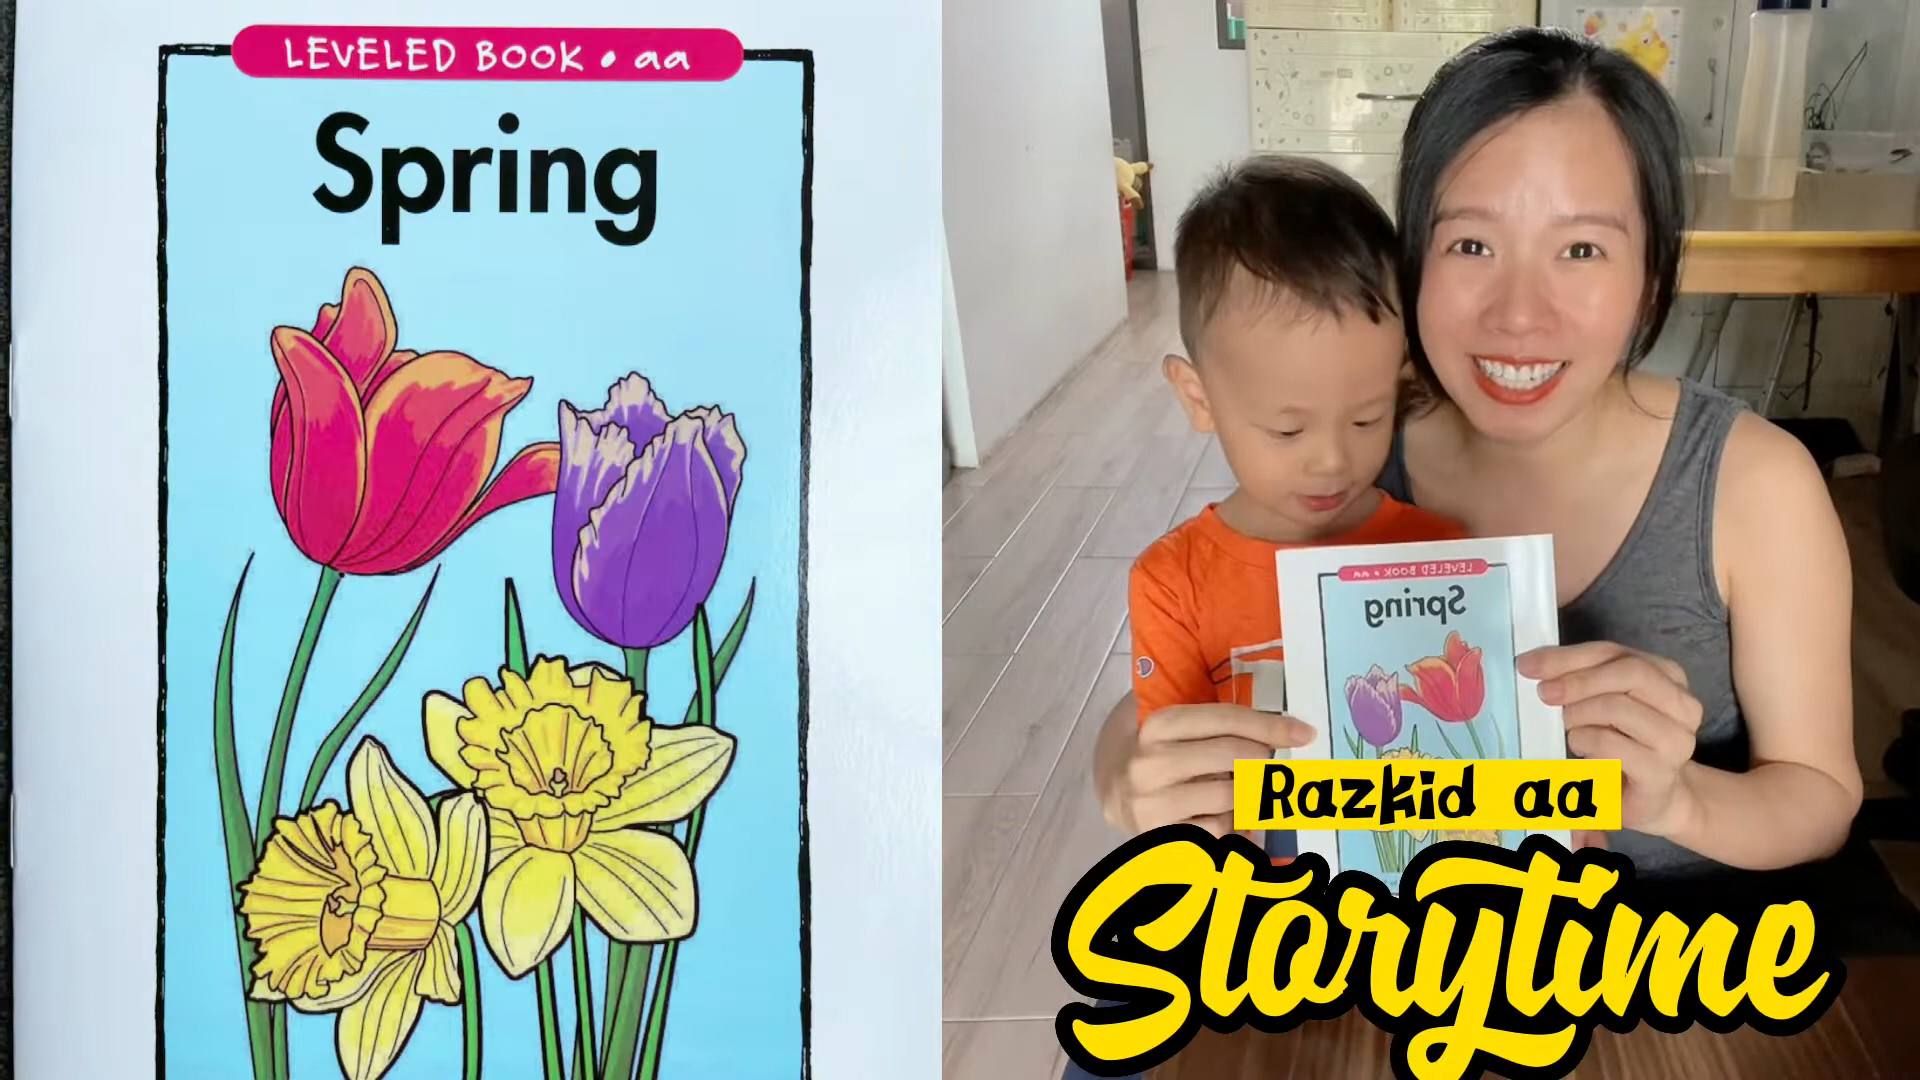 LEVELED BOOK • aa
Spring
LEVELED BOOK • aa
Spring
Razkid aa
Storytime